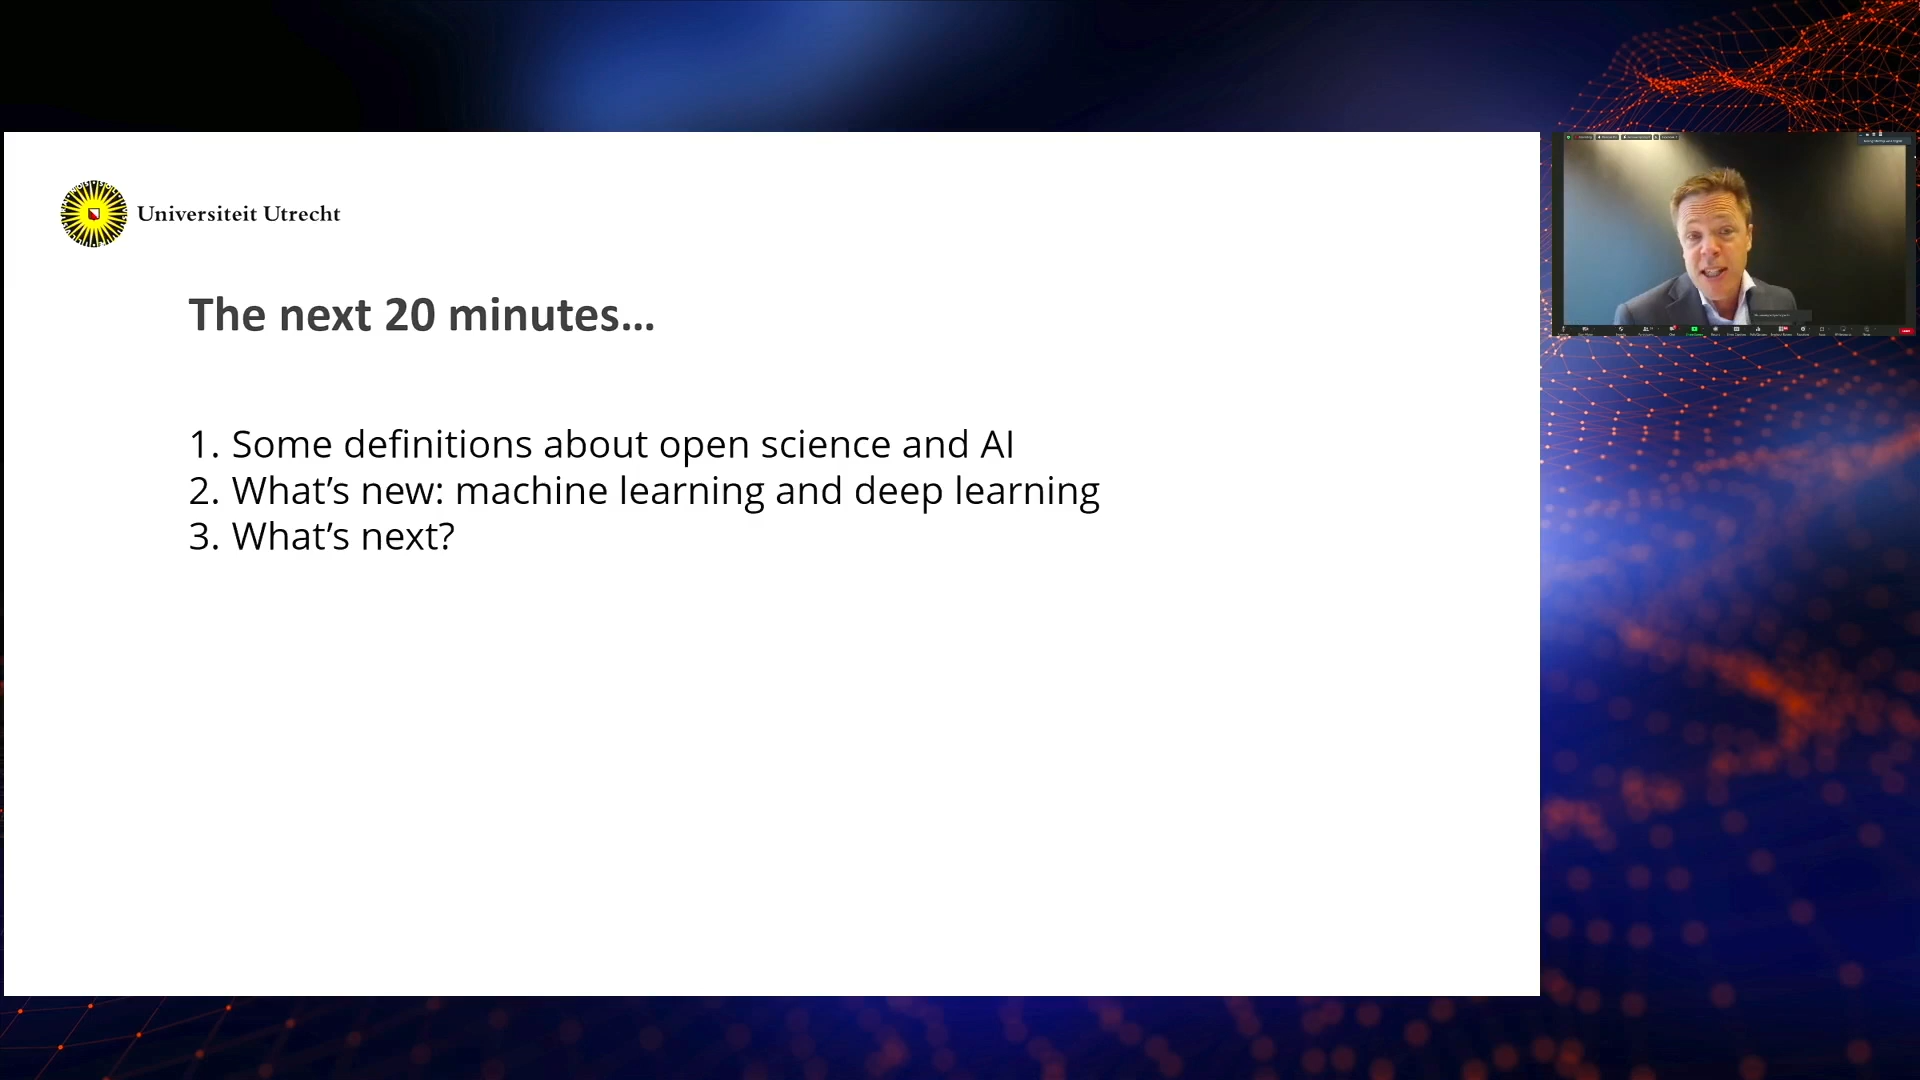 Universiteit Utrecht
The next 20 minutes...
1. Some definitions about open science and AI
2. What’s new: machine learning and deep learning
3. What’s next?